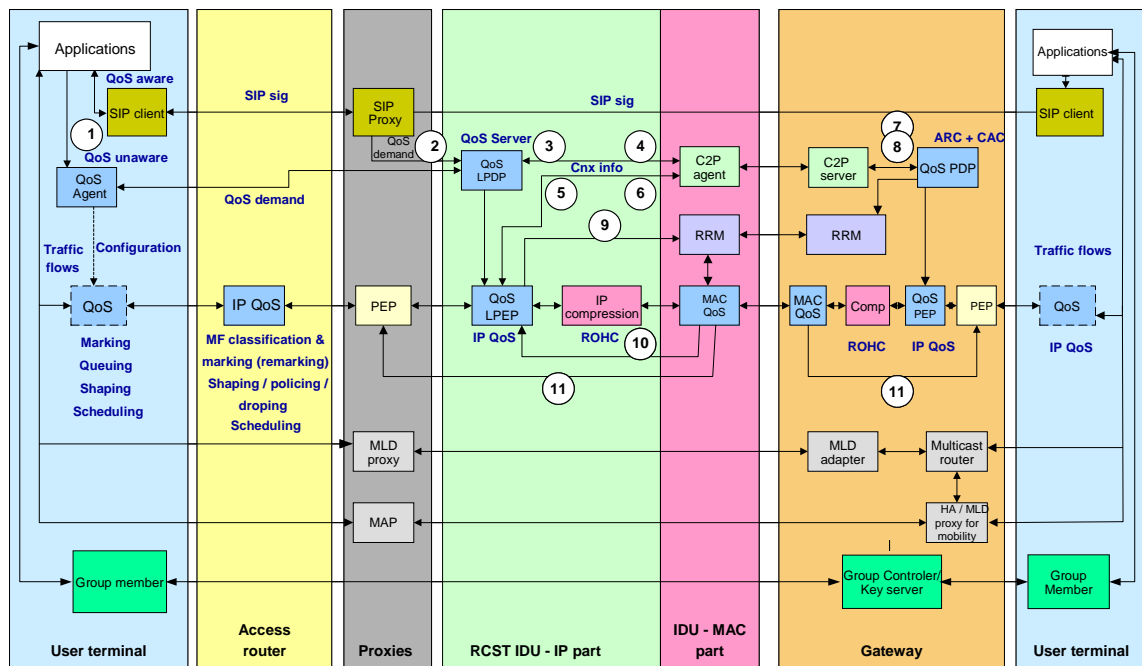 Applications
QoS aware
SIP client
1
QoS unaware
QoS
Agent
Traffic
flows
Configuration
QoS
Marking
Queuing
Shaping
Scheduling
Group member
User terminal
SIP sig
QoS demand
IP QoS
MF classification &
marking (remarking)
Shaping / policing /
droping
Scheduling
Access
router
SIP
Proxy
QoS
demand
PEP
MLD
proxy
MAP
Proxies
2
QoS Server
QoS
LPDP
3
4
SIP sig
Cnx info
5
6
9
QoS
LPEP
IP QoS
IP
compression
ROHC
10
11
RCST IDU - IP part
C2P
agent
RRM
MAC
QoS
IDU - MAC
part
7
8
ARC + CAC
C2P
server
QoS PDP
RRM
MAC
QoS
Comp
QoS
PEP
PEP
ROHC
IP QoS
11
MLD
adapter
Multicast
router
HA / MLD
proxy for
mobility
Group Controler/
Key server
Gateway
Applications
SIP client
Traffic flows
QoS
IP QoS
Group
Member
User terminal